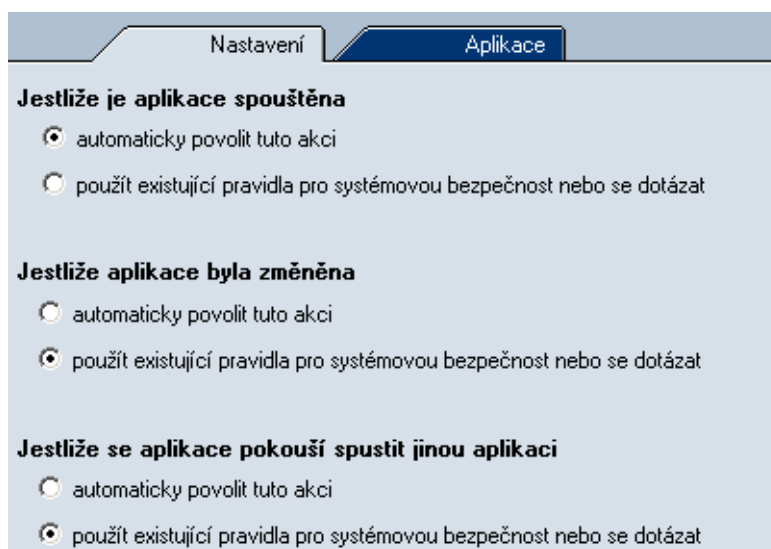 Nastavení Aplikace
Jestliže je aplikace spouštěna
automaticky povolit tuto akci
použít existující pravidla pro systémovou bezpečnost nebo se dotázat
Jestliže aplikace byla změněna
automaticky povolit tuto akci
použít existující pravidla pro systémovou bezpečnost nebo se dotázat
Jestliže se aplikace pokouší spustit jinou aplikaci
automaticky povolit tuto akci
použít existující pravidla pro systémovou bezpečnost nebo se dotázat